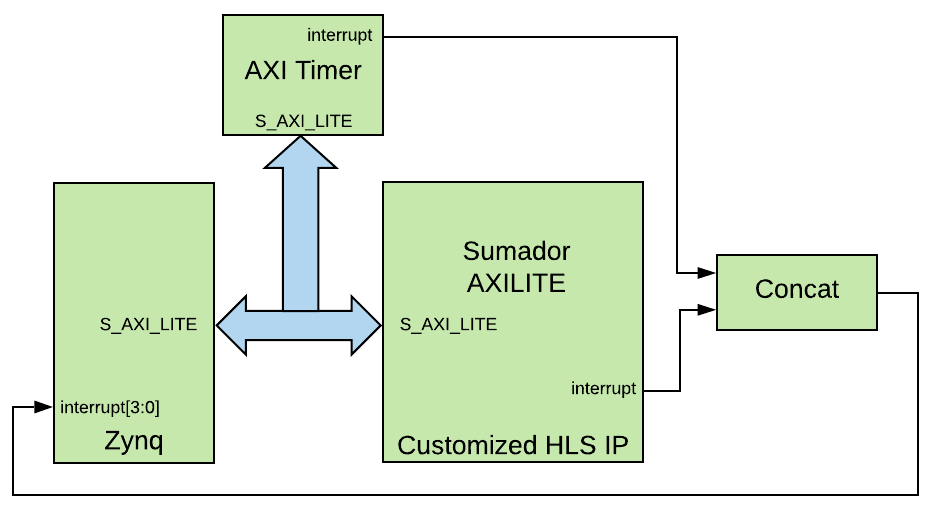 interrupt
AXI Timer
S_AXI_LITE
Sumador
AXILITE
S_AXI_LITE
interrupt
Customized HLS IP
S_AXI_LITE
interrupt[3:0]
Zynq
Concat